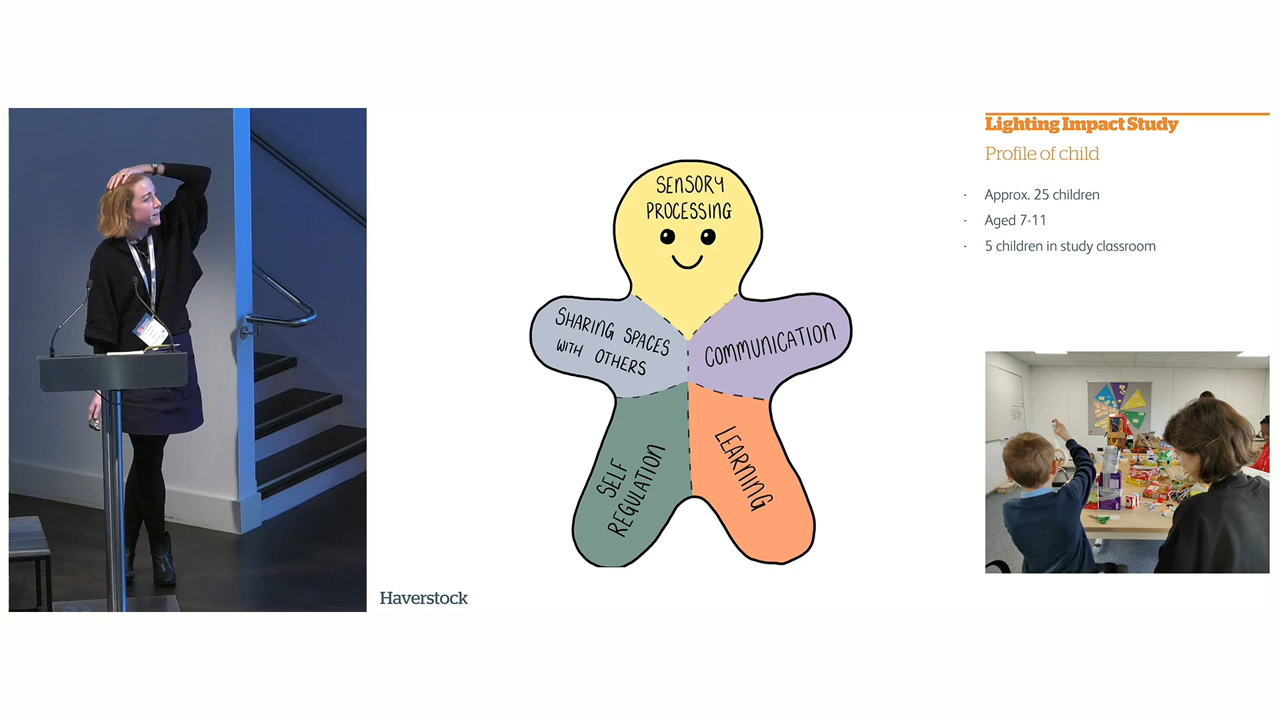 Lighting Impact Study
Profile of child
· Approx. 25 children
· Aged 7-11
· 5 children in study classroom
SENSORY
PROCESSING
SHARING SPACES
WITH OTHERS
COMMUNICATION
SELF
REGULATION
LEARNING
Haverstock